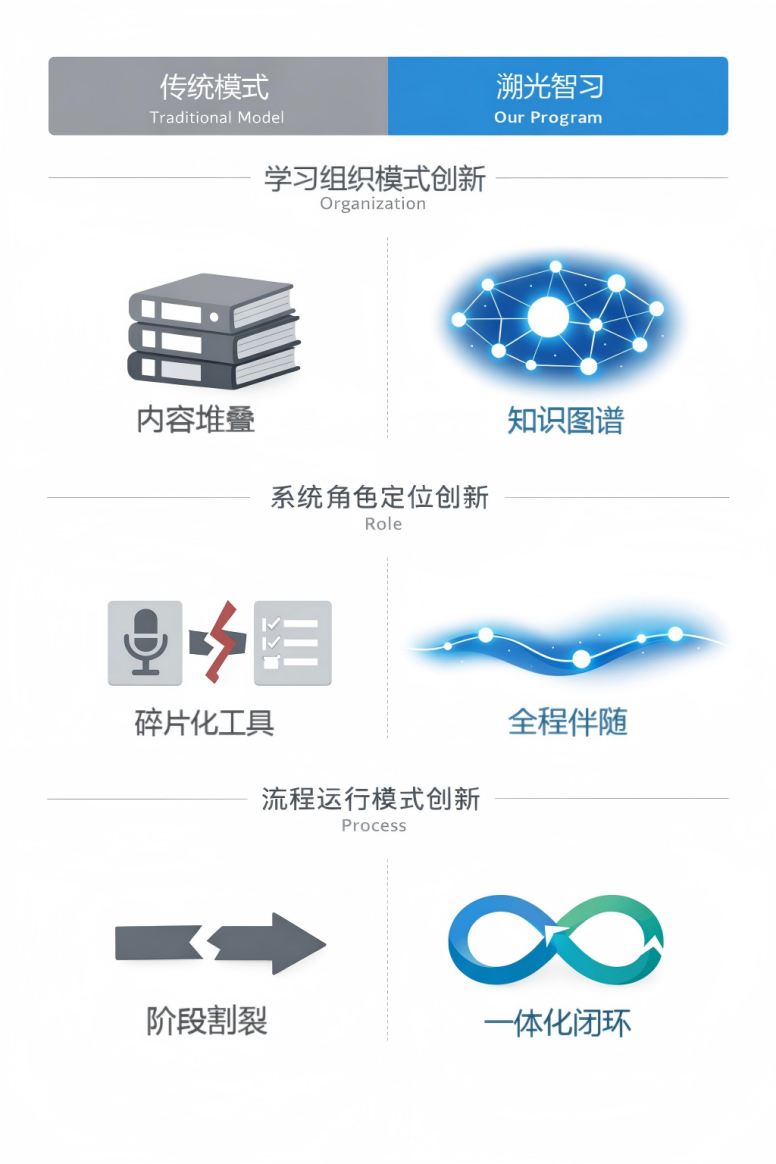 传统模式
Traditional Model
溯光智习
Our Program
学习组织模式创新
Organization
内容堆叠
知识图谱
系统角色定位创新
Role
碎片化工具
全程伴随
流程运行模式创新
Process
阶段割裂
一体化闭环